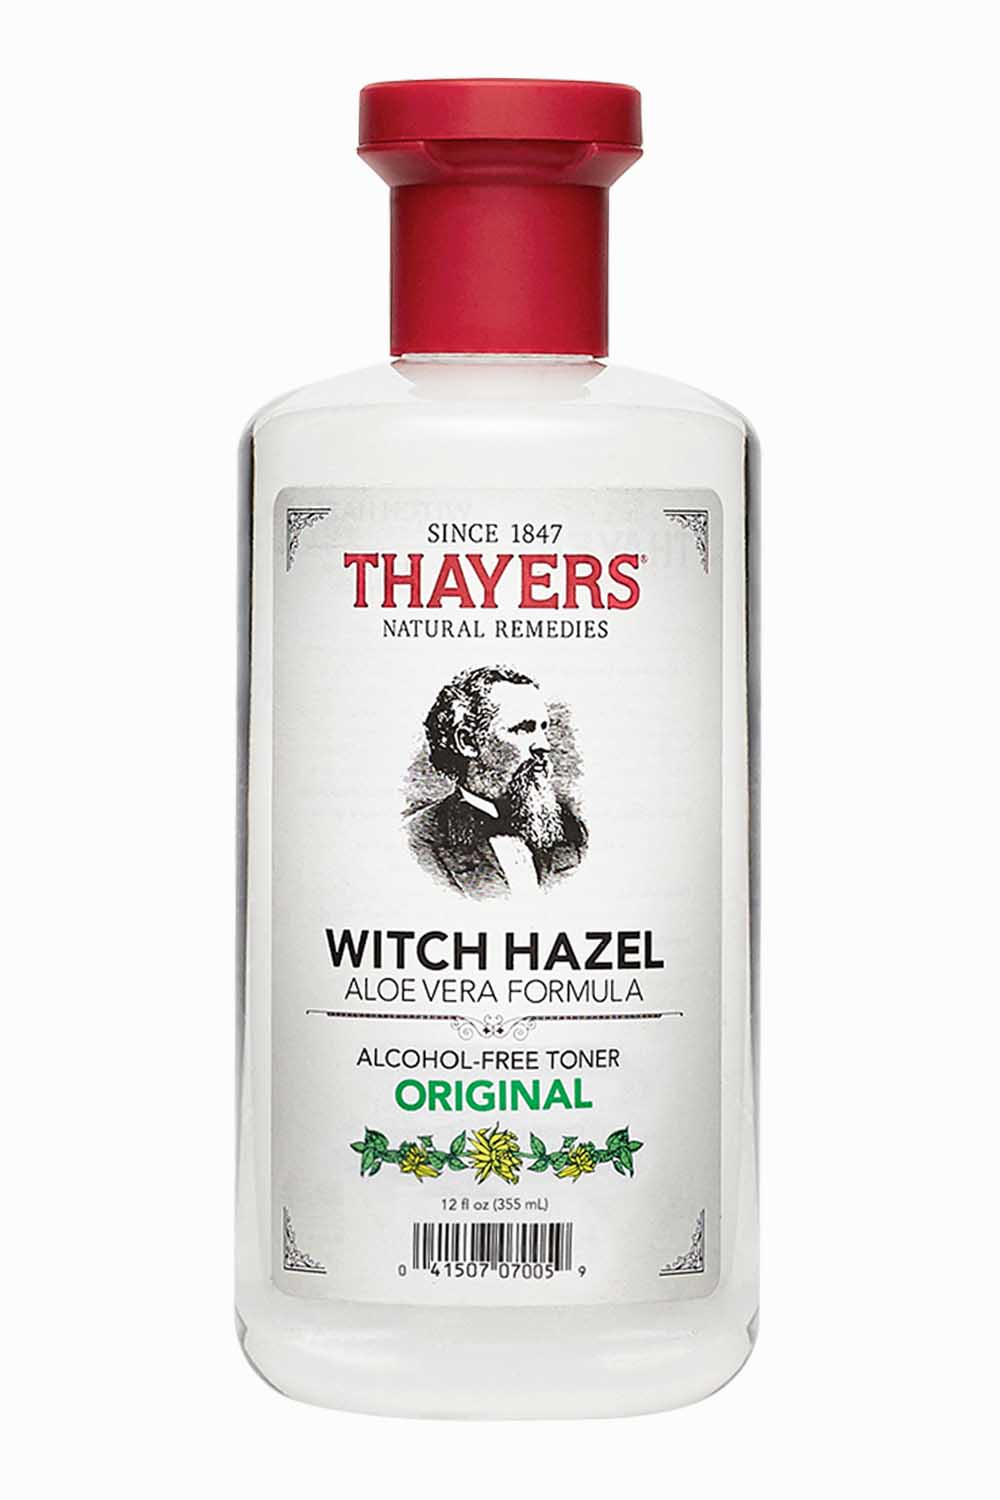 SINCE 1847
THAYERS®
NATURAL REMEDIES
WITCH HAZEL
ALOE VERA FORMULA
ALCOHOL-FREE TONER
ORIGINAL
12 fl oz (355 mL)
0 41507 07005 9